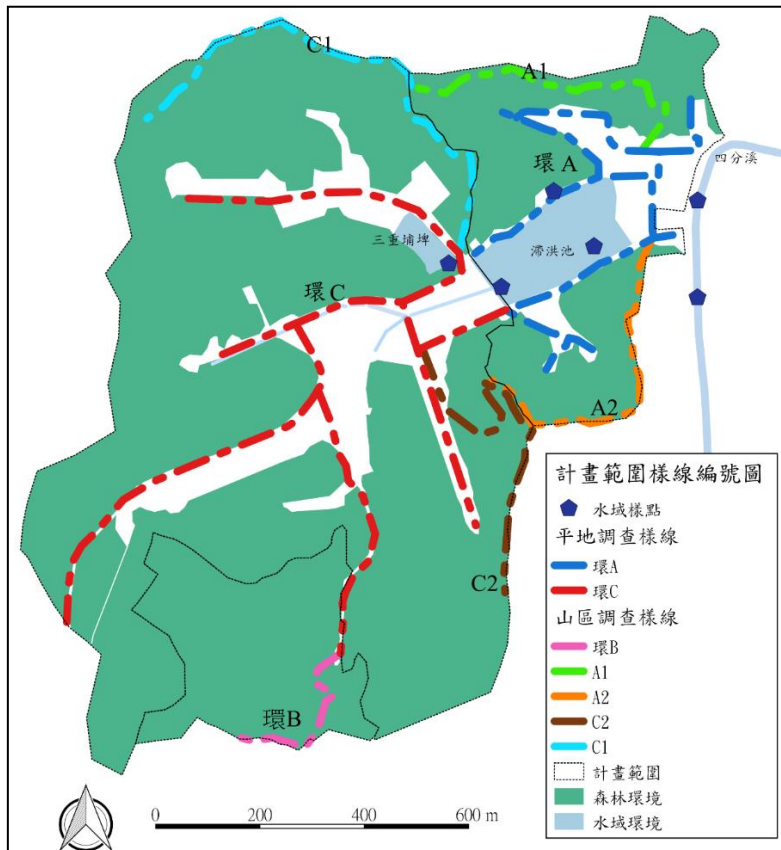 C1
A1
四分溪
環A
三重埔埤
滯洪池
環C
A2
C2
環B
計畫範圍樣線編號圖
水域樣點
平地調查樣線
環A
環C
山區調查樣線
環B
A1
A2
C2
C1
計畫範圍
森林環境
水域環境
0 200 400 600 m